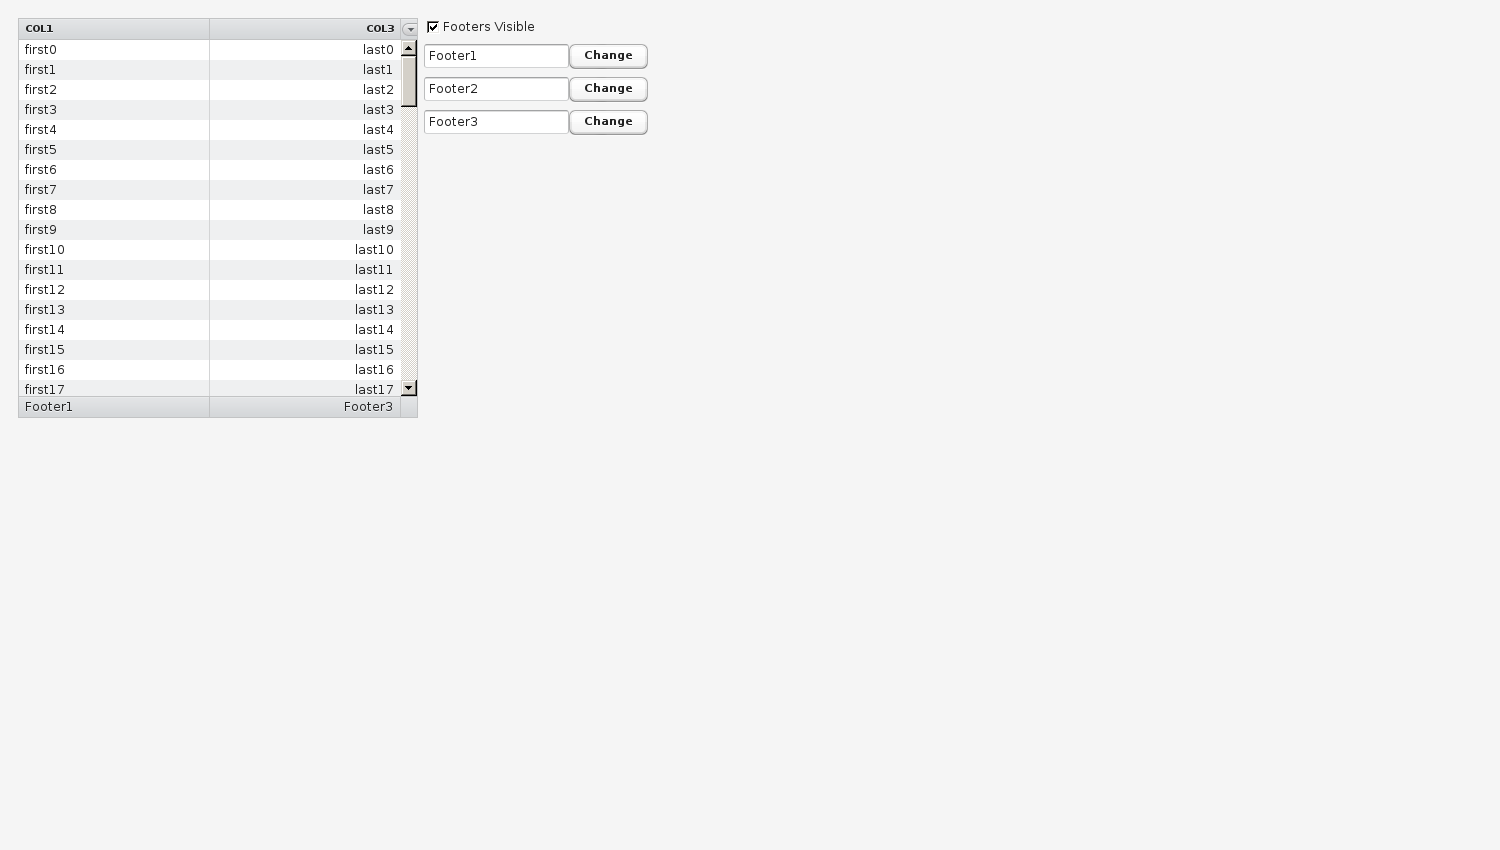 COL1 COL3
first0 last0
first1 last1
first2 last2
first3 last3
first4 last4
first5 last5
first6 last6
first7 last7
first8 last8
first9 last9
first10 last10
first11 last11
first12 last12
first13 last13
first14 last14
first15 last15
first16 last16
first17 last17
Footer1 Footer3
Footers Visible
Footer1 Change
Footer2 Change
Footer3 Change